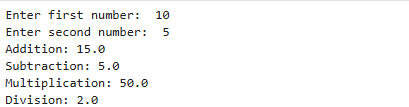 Enter first number:  10
Enter second number:  5
Addition: 15.0
Subtraction: 5.0
Multiplication: 50.0
Division: 2.0